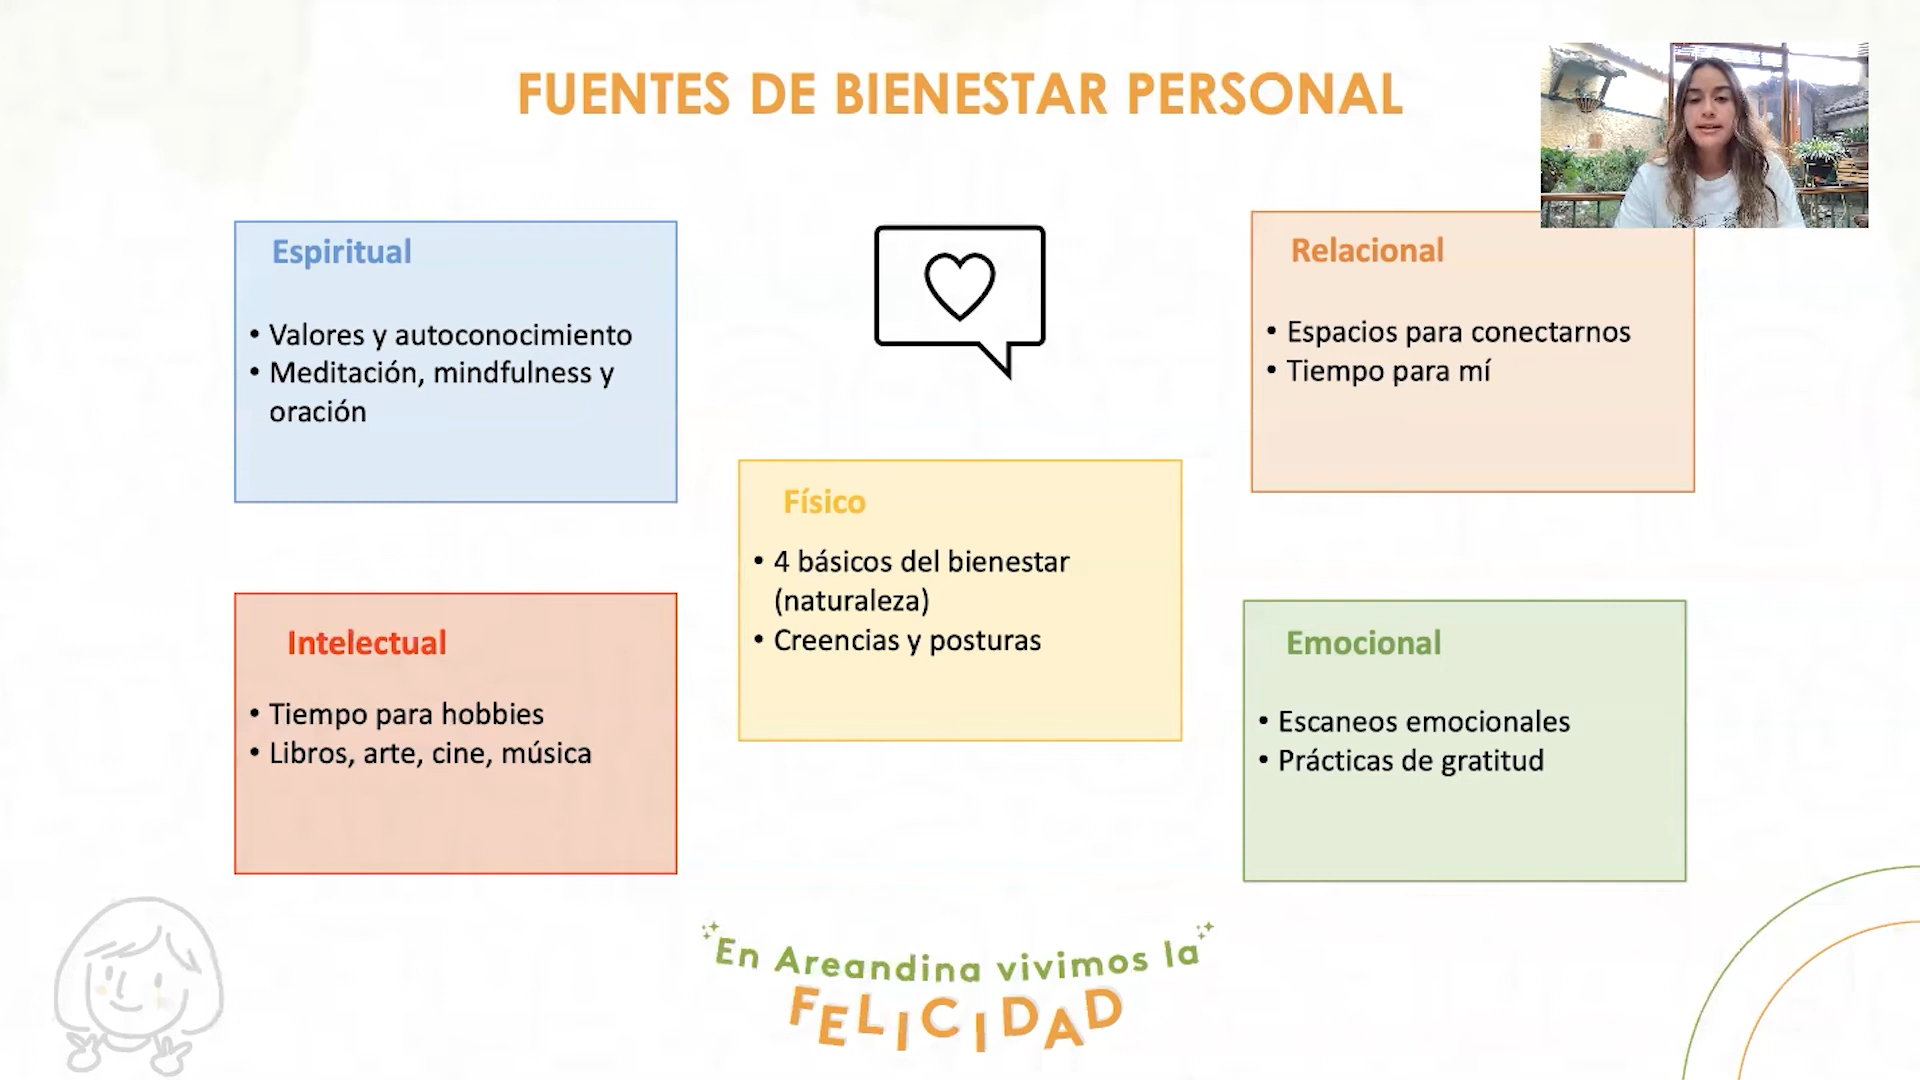 FUENTES DE BIENESTAR PERSONAL
Espiritual
• Valores y autoconocimiento
• Meditación, mindfulness y
oración
Relacional
• Espacios para conectarnos
• Tiempo para mí
Físico
• 4 básicos del bienestar
(naturaleza)
• Creencias y posturas
Intelectual
• Tiempo para hobbies
• Libros, arte, cine, música
Emocional
• Escaneos emocionales
• Prácticas de gratitud
En Areandina vivimos la
FELICIDAD